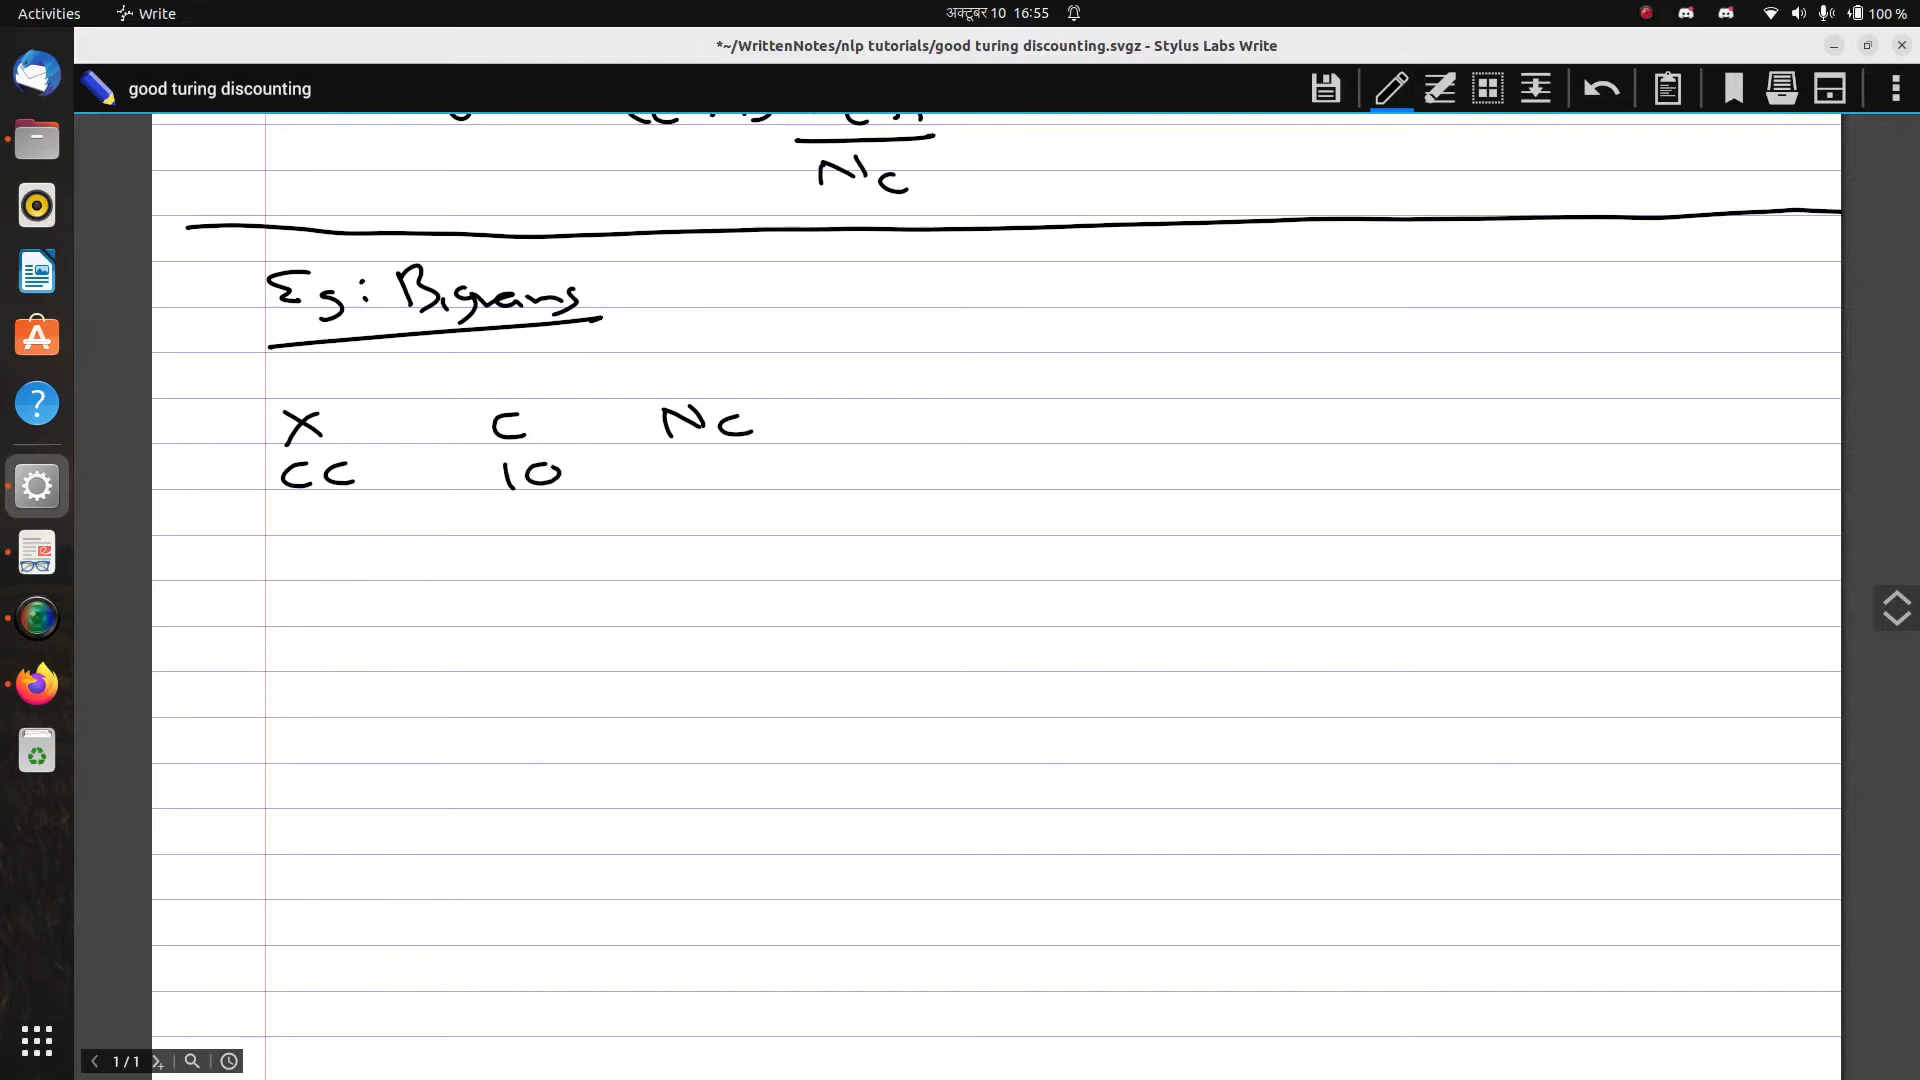 Activities Write अक्टूबर 10 16:55 100 %
*~/WrittenNotes/nlp tutorials/good turing discounting.svgz - Stylus Labs Write
good turing discounting
Nc
Eg: Bigrams
X C Nc
CC 10
1 / 1